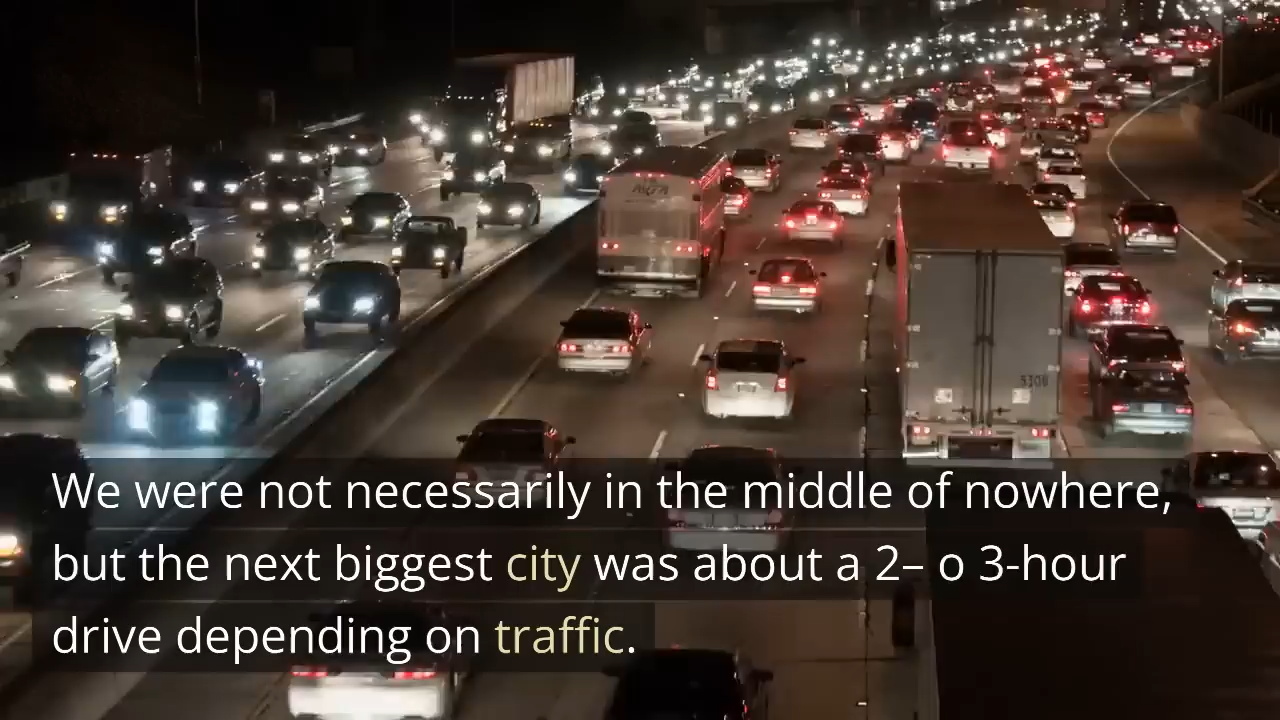 5306
We were not necessarily in the middle of nowhere,
but the next biggest city was about a 2– o 3-hour
drive depending on traffic.